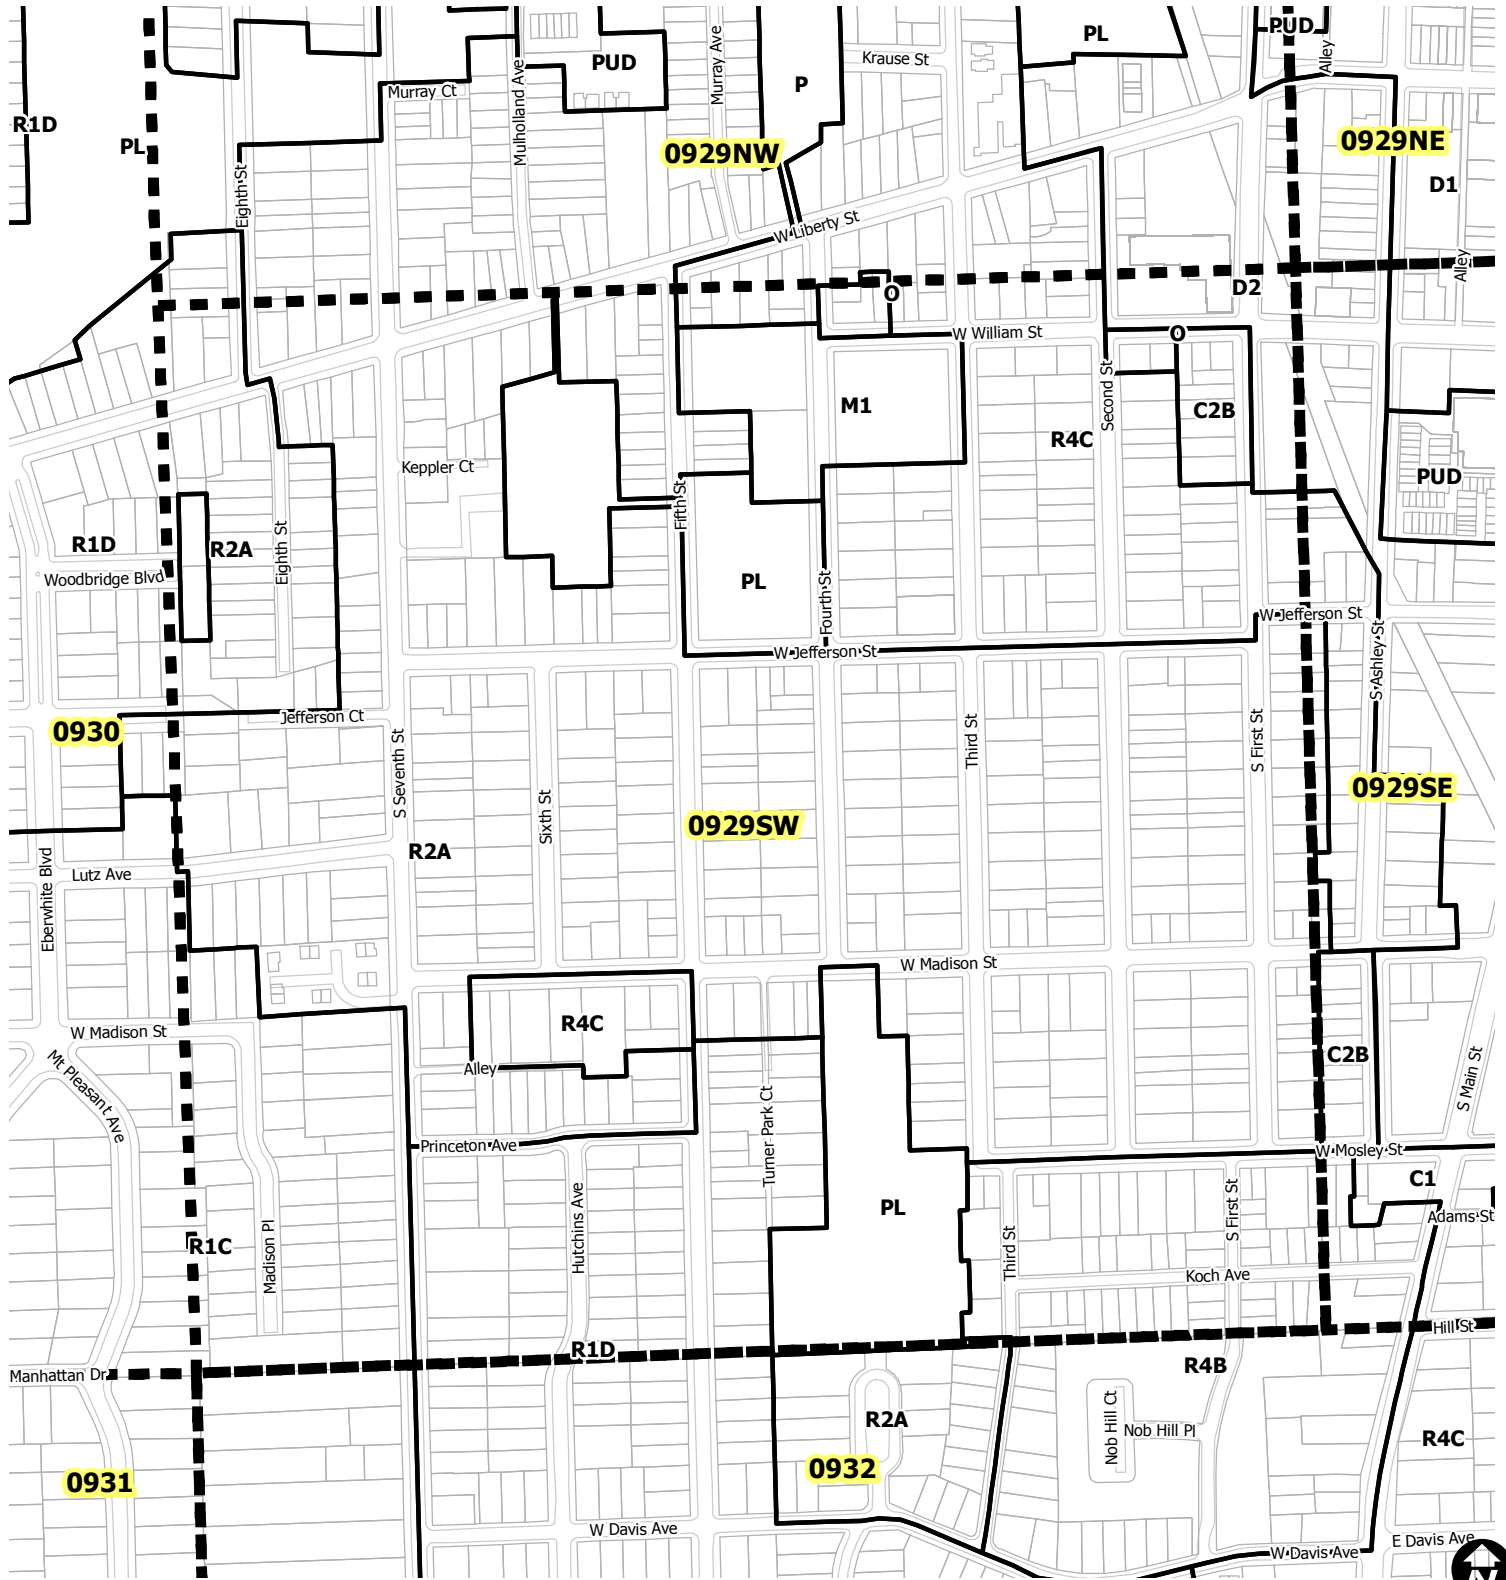 PUD
PL
Krause St
PUD
Alley
Murray Ave
P
Murray Ct
Mulholland Ave
R1D
PL
0929NW
0929NE
D1
Eighth St
W Liberty St
Alley
D2
O
W William St
O
Second St
M1
C2B
R4C
Keppler Ct
PUD
Fifth St
R1D
R2A
Eighth St
Woodbridge Blvd
PL
Fourth St
W Jefferson St
W Jefferson St
S Ashley St
Jefferson Ct
0930
S Seventh St
Third St
S First St
0929SE
Sixth St
0929SW
R2A
Lutz Ave
Eberwhite Blvd
W Madison St
R4C
W Madison St
C2B
Alley
S Main St
Mt Pleasant Ave
Turner Park Ct
Princeton Ave
W Mosley St
C1
PL
Adams St
Hutchins Ave
Madison Pl
R1C
S First St
Third St
Koch Ave
Hill St
R1D
Manhattan Dr
R4B
R2A
Nob Hill Ct
Nob Hill Pl
R4C
0932
0931
W Davis Ave
E Davis Ave
W Davis Ave